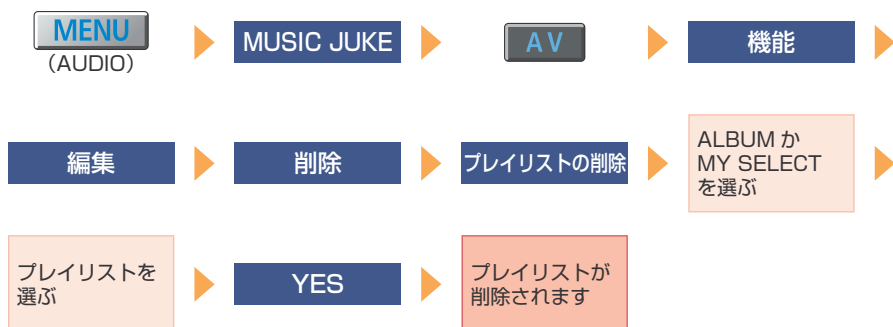 MENU
(AUDIO)
MUSIC JUKE
AV
機能
編集
削除
プレイリストの削除
ALBUM か
MY SELECT
を選ぶ
プレイリストを
選ぶ
YES
プレイリストが
削除されます